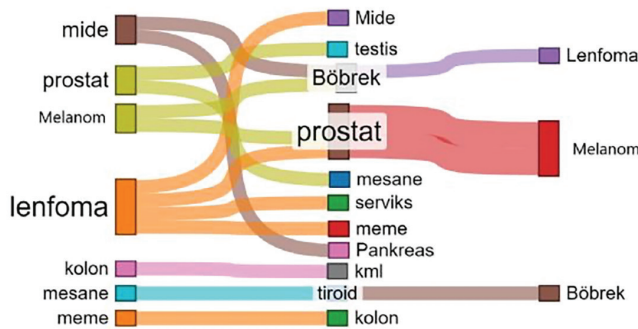 mide
prostat
Melanom
lenfoma
kolon
mesane
meme
Mide
testis
Böbrek
prostat
mesane
serviks
meme
Pankreas
kml
tiroid
kolon
Lenfoma
Melanom
Böbrek